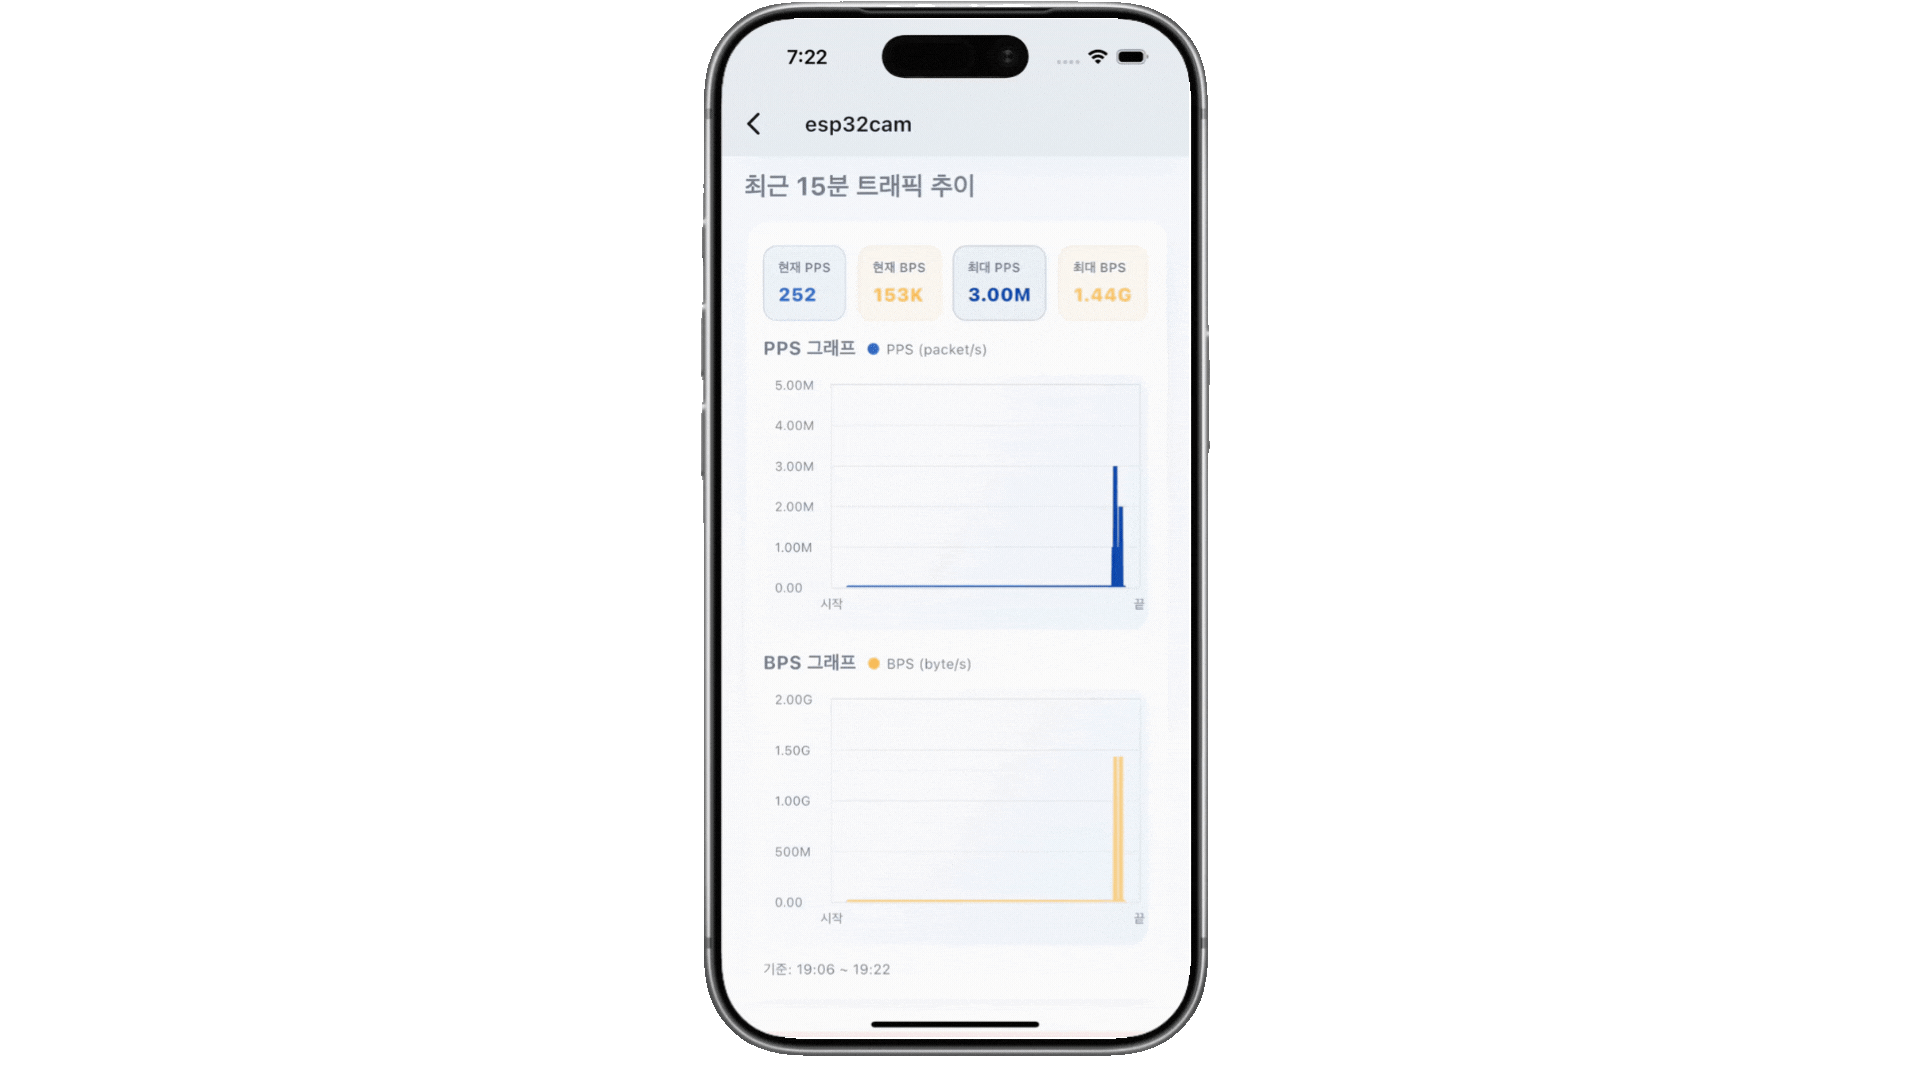 7:22
esp32cam
최근 15분 트래픽 추이
현재 PPS
252
현재 BPS
153K
최대 PPS
3.00M
최대 BPS
1.44G
PPS 그래프 PPS (packet/s)
5.00M
4.00M
3.00M
2.00M
1.00M
0.00
시작 끝
BPS 그래프 BPS (byte/s)
2.00G
1.50G
1.00G
500M
0.00
시작 끝
기준: 19:06 ~ 19:22